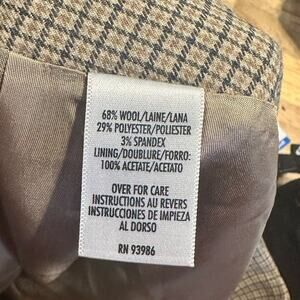 68% WOOL/LAINE/LANA
29% POLYESTER/POLIESTER
3% SPANDEX
LINING/DOUBLURE/FORRO:
100% ACETATE/ACETATO
OVER FOR CARE
INSTRUCTIONS AU REVERS
INSTRUCCIONES DE IMPIEZA
AL DORSO
RN 93986